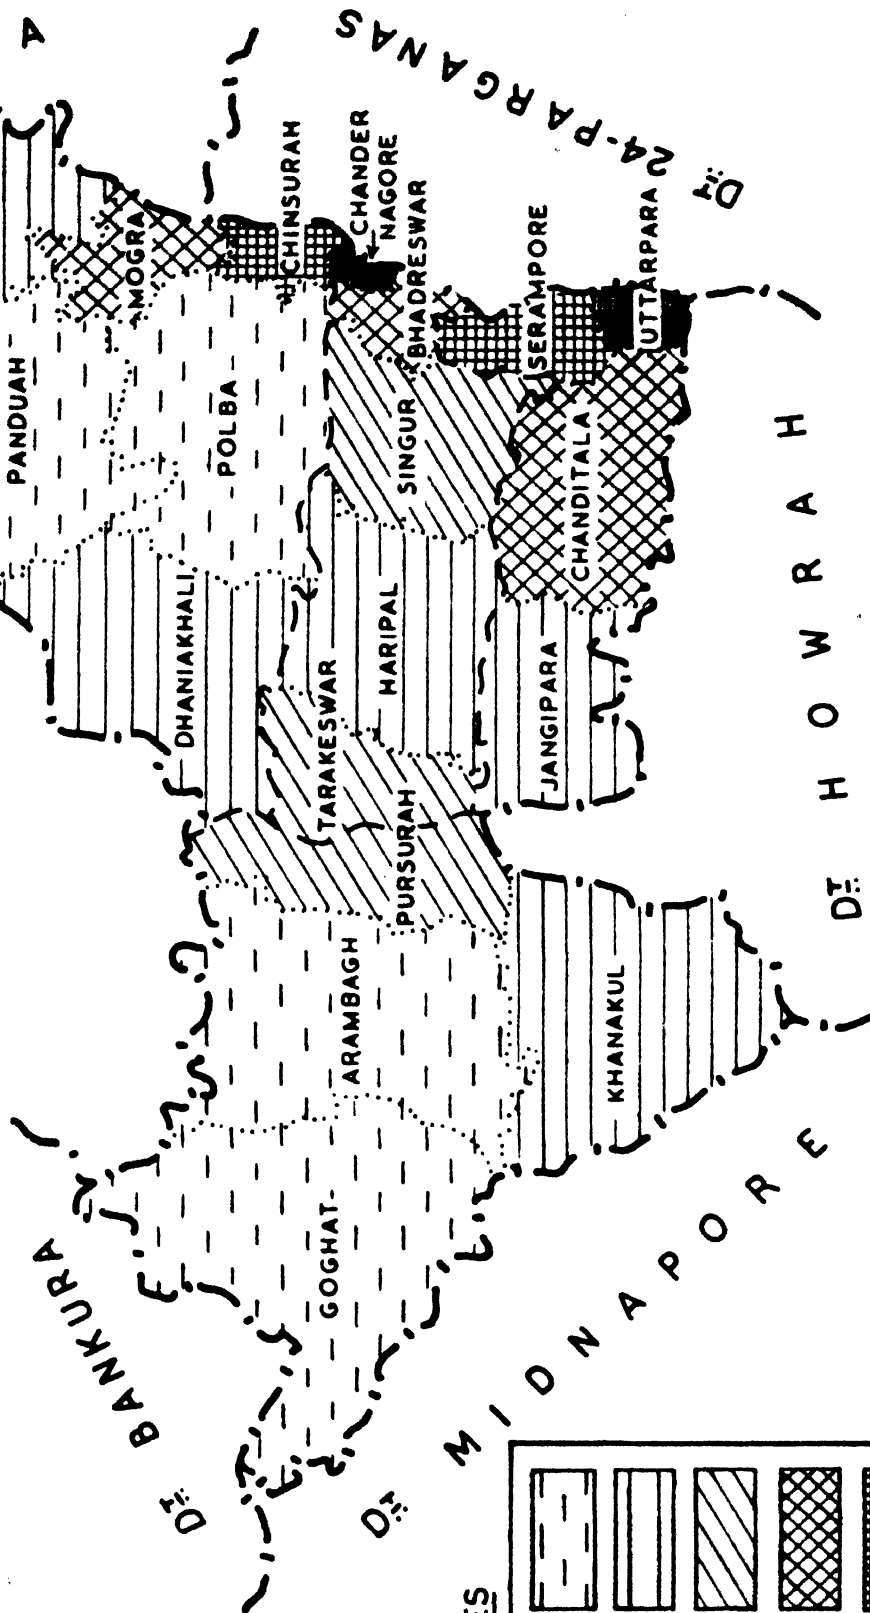 A
Dᵀ 24-PARGANAS
PANDUAH
MOGRA
CHINSURAH
CHANDER
NAGORE
BHADRESWAR
SERAMPORE
UTTARPARA
POLBA
SINGUR
CHANDITALA
DHANIAKHALI
HARIPAL
TARAKESWAR
JANGIPARA
PURSURAH
ARAMBAGH
KHANAKUL
GOGHAT
Dᵀ HOWRAH
Dᵀ BANKURA
Dᵀ MIDNAPORE
ES